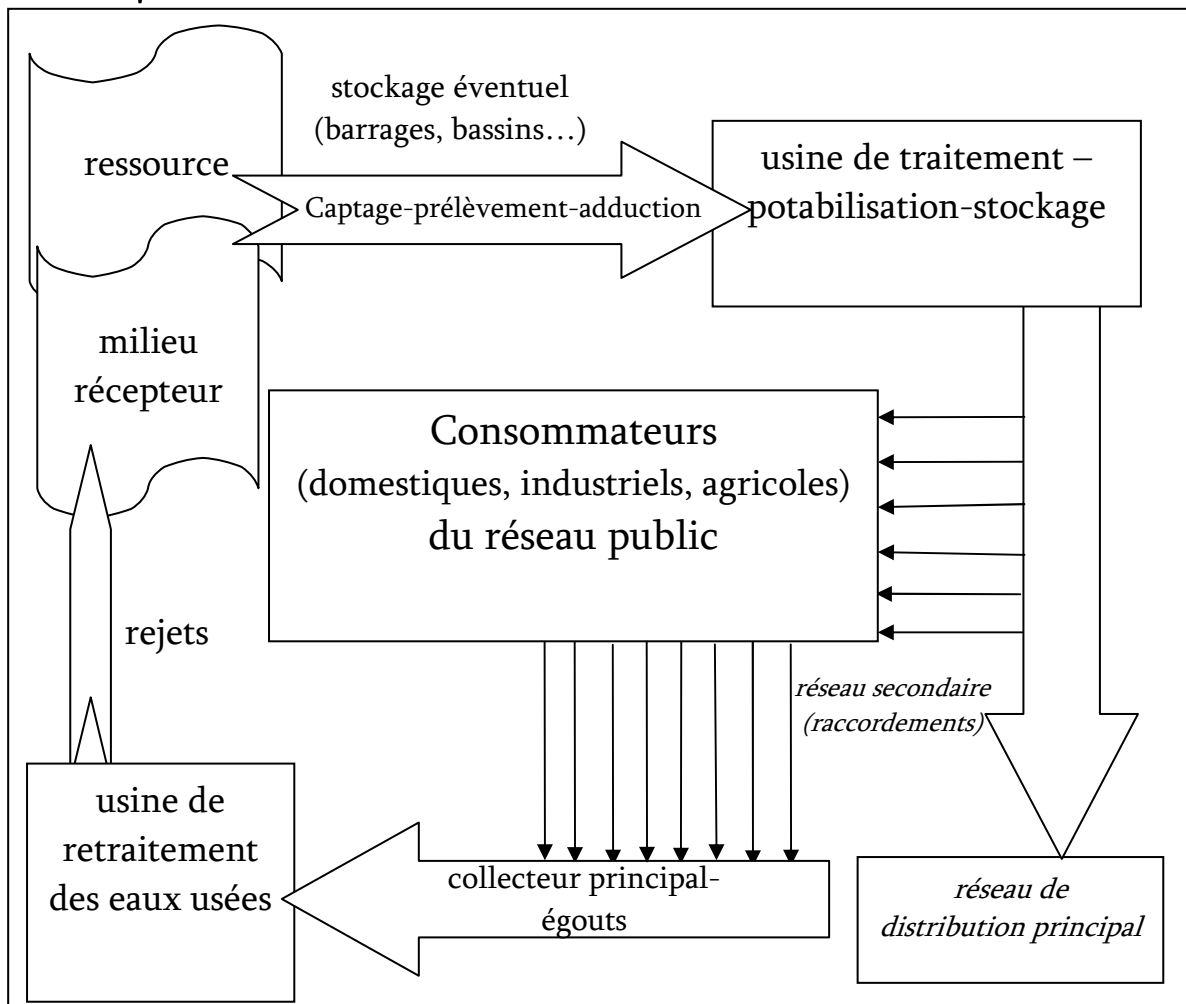 stockage éventuel
(barrages, bassins…)
ressource
Captage-prélèvement-adduction
usine de traitement –
potabilisation-stockage
milieu
récepteur
Consommateurs
(domestiques, industriels, agricoles)
du réseau public
rejets
réseau secondaire
(raccordements)
usine de
retraitement
des eaux usées
collecteur principal-
égouts
réseau de
distribution principal